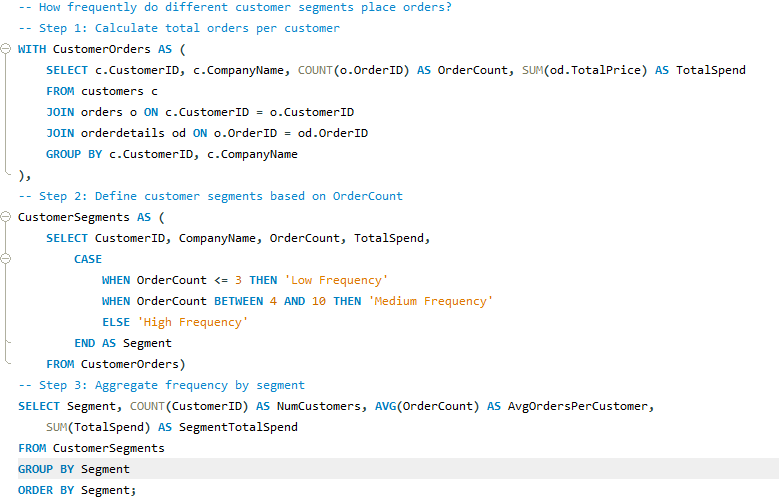 -- How frequently do different customer segments place orders?
-- Step 1: Calculate total orders per customer
WITH CustomerOrders AS (
    SELECT c.CustomerID, c.CompanyName, COUNT(o.OrderID) AS OrderCount, SUM(od.TotalPrice) AS TotalSpend
    FROM customers c
    JOIN orders o ON c.CustomerID = o.CustomerID
    JOIN orderdetails od ON o.OrderID = od.OrderID
    GROUP BY c.CustomerID, c.CompanyName
),
-- Step 2: Define customer segments based on OrderCount
CustomerSegments AS (
    SELECT CustomerID, CompanyName, OrderCount, TotalSpend,
        CASE
            WHEN OrderCount <= 3 THEN 'Low Frequency'
            WHEN OrderCount BETWEEN 4 AND 10 THEN 'Medium Frequency'
            ELSE 'High Frequency'
        END AS Segment
    FROM CustomerOrders)
-- Step 3: Aggregate frequency by segment
SELECT Segment, COUNT(CustomerID) AS NumCustomers, AVG(OrderCount) AS AvgOrdersPerCustomer,
    SUM(TotalSpend) AS SegmentTotalSpend
FROM CustomerSegments
GROUP BY Segment
ORDER BY Segment;